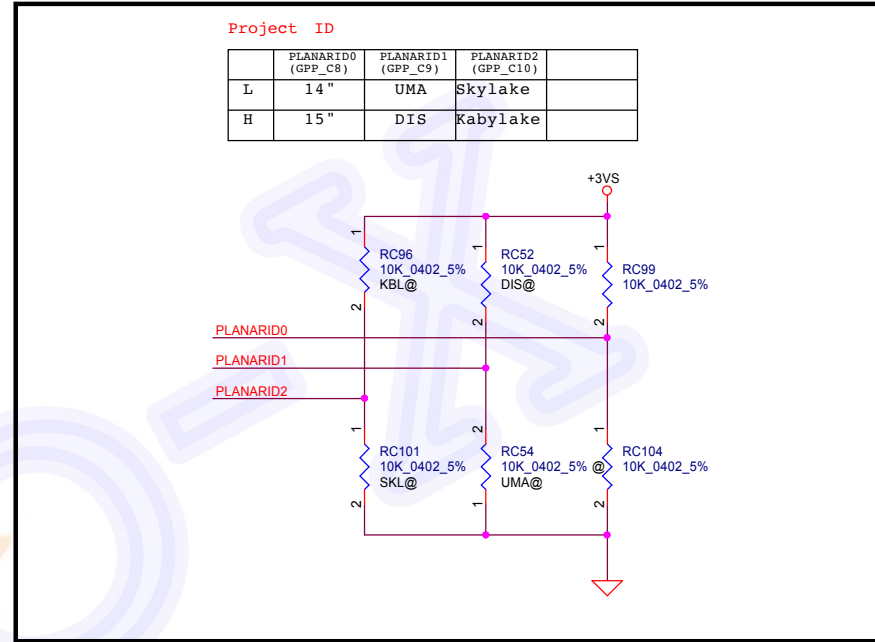 Project ID
PLANARID0 PLANARID1 PLANARID2
(GPP_C8) (GPP_C9) (GPP_C10)
L 14" UMA Skylake
H 15" DIS Kabylake
+3VS
1 1 1
RC96 RC52 RC99
10K_0402_5% 10K_0402_5% 10K_0402_5%
KBL@ DIS@
2 2 2
PLANARID0
PLANARID1
PLANARID2
1 2 1
RC101 RC54 RC104
10K_0402_5% 10K_0402_5% @ 10K_0402_5%
SKL@ UMA@
2 1 2